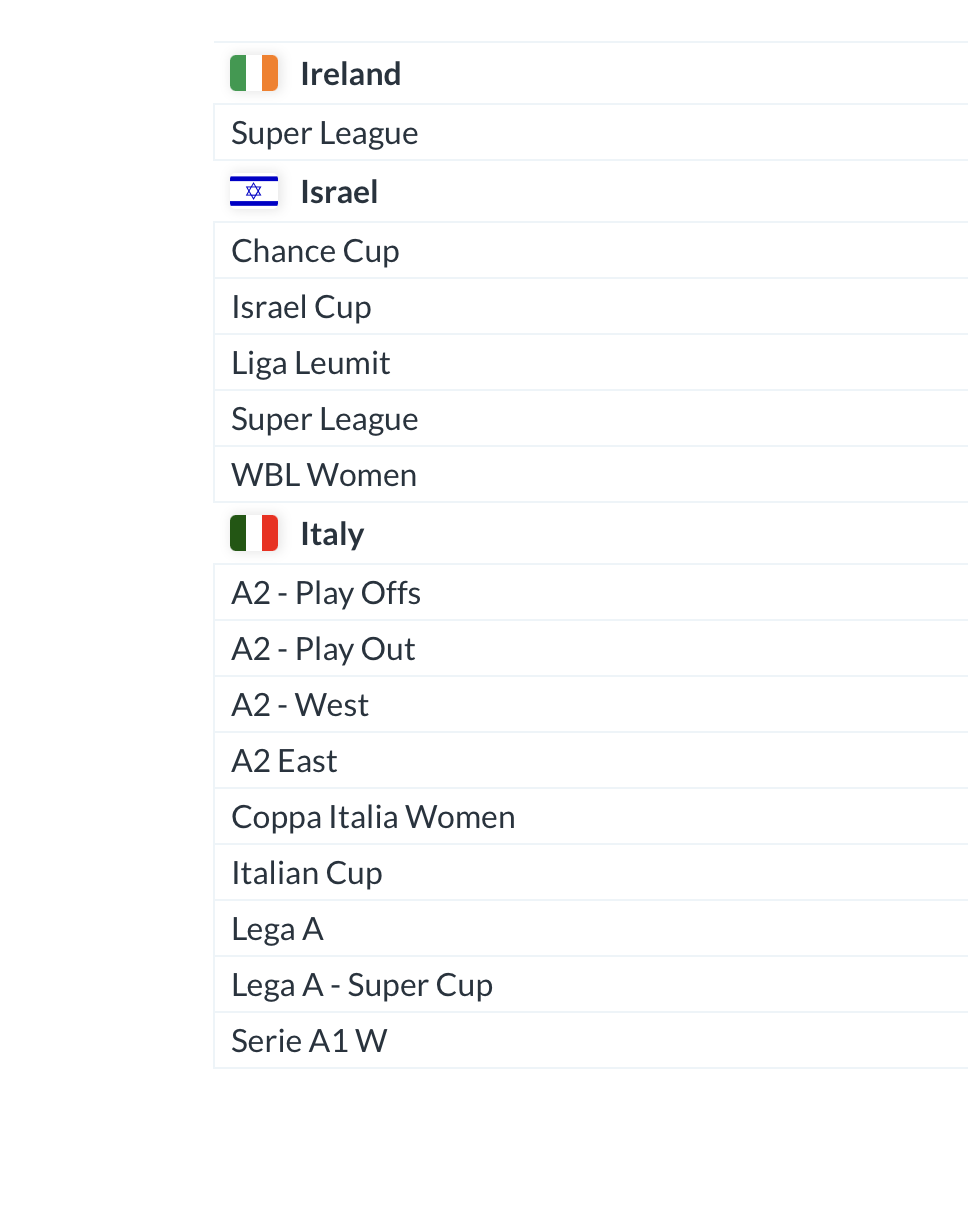 Ireland
Super League
Israel
Chance Cup
Israel Cup
Liga Leumit
Super League
WBL Women
Italy
A2 - Play Offs
A2 - Play Out
A2 - West
A2 East
Coppa Italia Women
Italian Cup
Lega A
Lega A - Super Cup
Serie A1 W